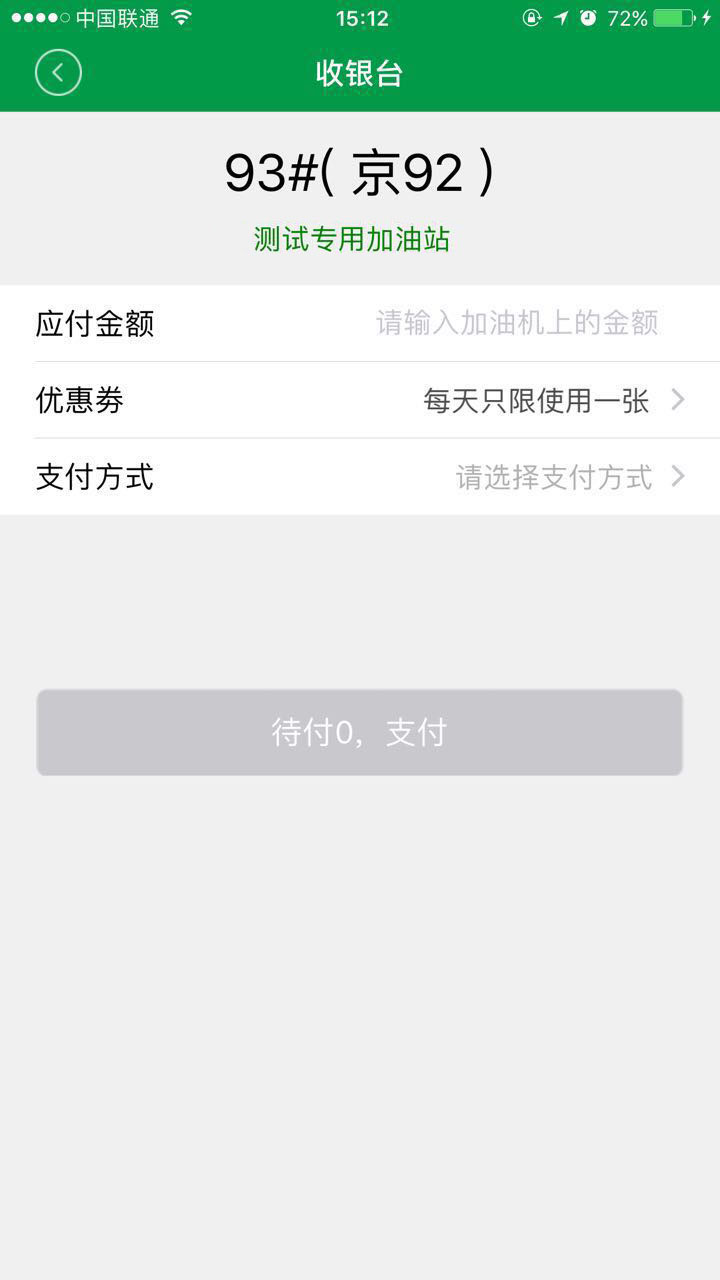 中国联通 15:12 72%
收银台
93#( 京92 )
测试专用加油站
应付金额 请输入加油机上的金额
优惠券 每天只限使用一张
支付方式 请选择支付方式
待付0，支付